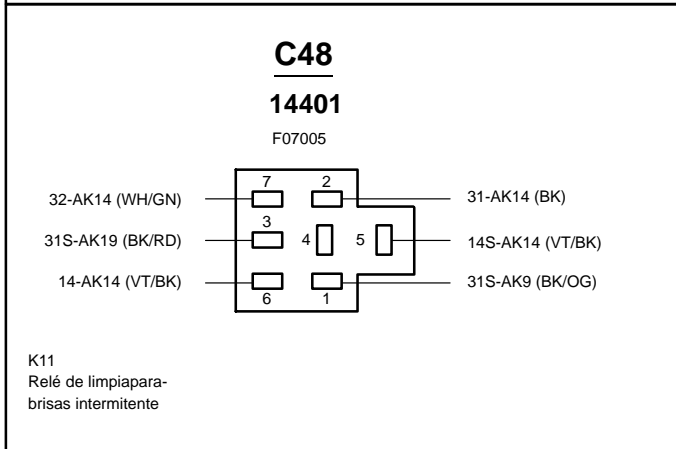 C48
14401
F07005
7 2
32-AK14 (WH/GN) 31-AK14 (BK)
3
31S-AK19 (BK/RD) 4 5 14S-AK14 (VT/BK)
14-AK14 (VT/BK) 31S-AK9 (BK/OG)
6 1
K11
Relé de limpiapara-
brisas intermitente